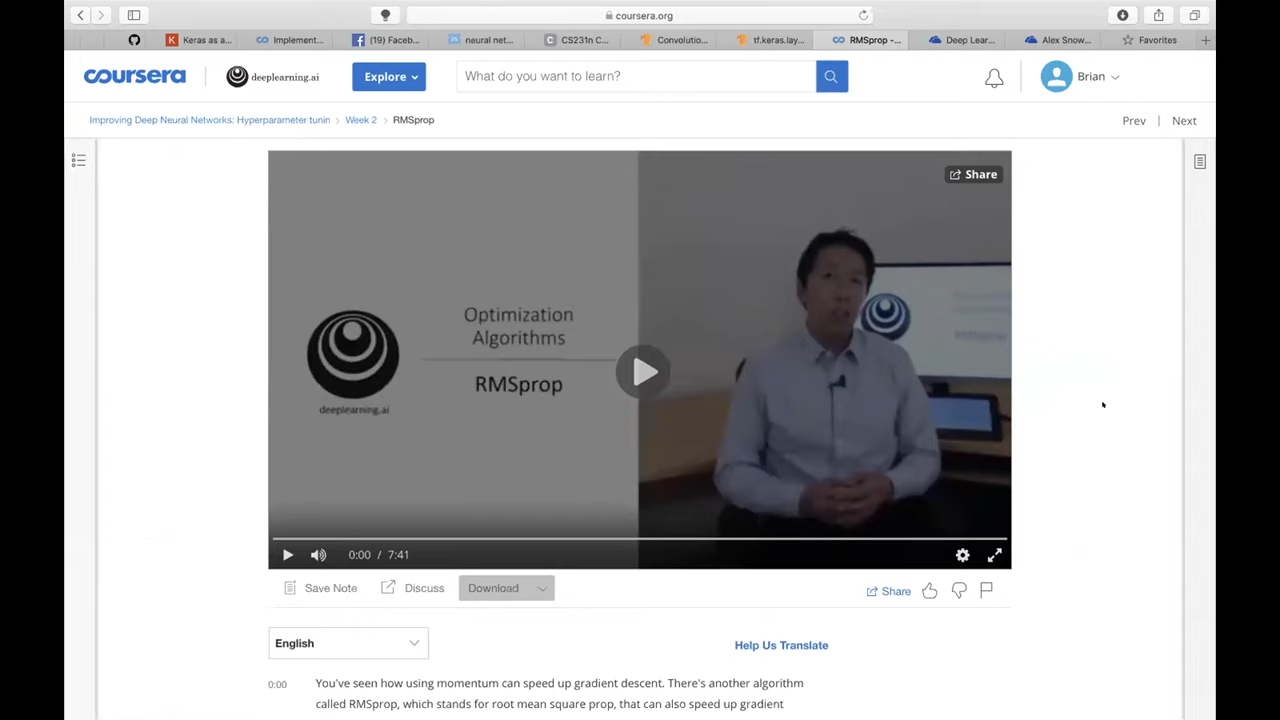 coursera.org
Keras as a...
Implement...
(19) Faceb...
neural net...
CS231n C...
Convolutio...
tf.keras.lay...
RMSprop -...
Deep Lear...
Alex Snow...
Favorites
coursera
deeplearning.ai
Explore
What do you want to learn?
Brian
Improving Deep Neural Networks: Hyperparameter tunin > Week 2 > RMSprop
Prev | Next
Share
Optimization
Algorithms
RMSprop
deeplearning.ai
0:00 / 7:41
Save Note
Discuss
Download
Share
English
Help Us Translate
0:00
You've seen how using momentum can speed up gradient descent. There's another algorithm
called RMSprop, which stands for root mean square prop, that can also speed up gradient